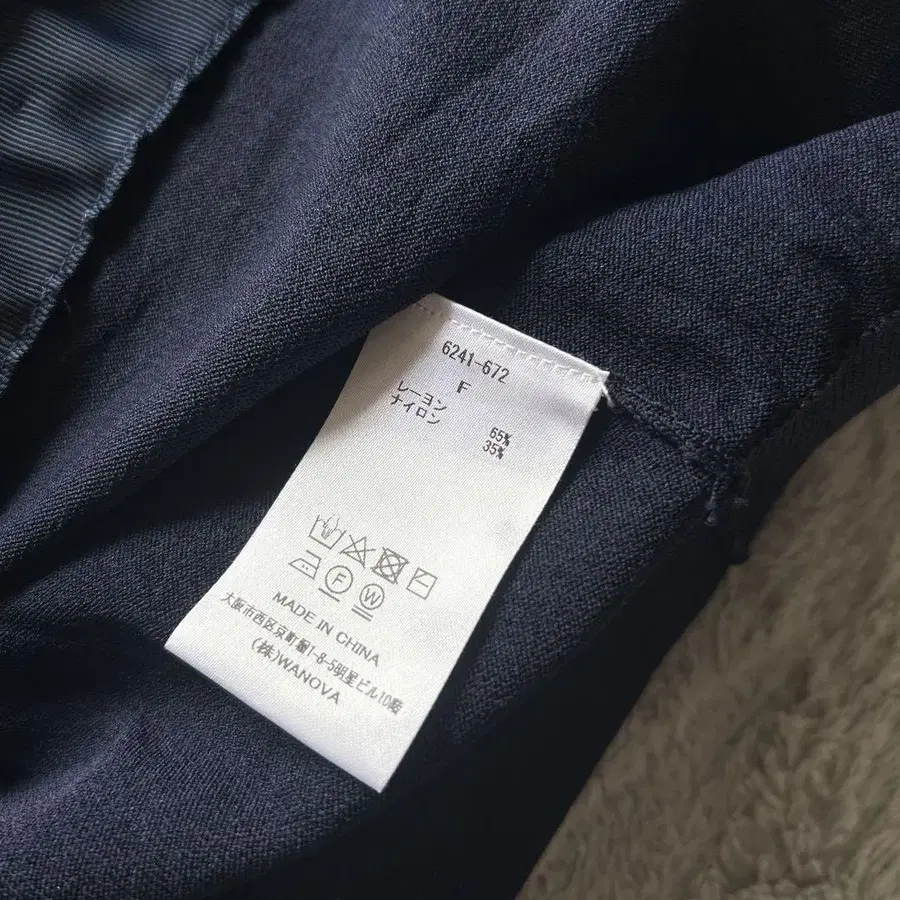 6241-672
F
レーヨン 65%
ナイロン 35%
F W
MADE IN CHINA
大阪市西区京町堀1-8-5明星ビル10階
(株)WANOVA